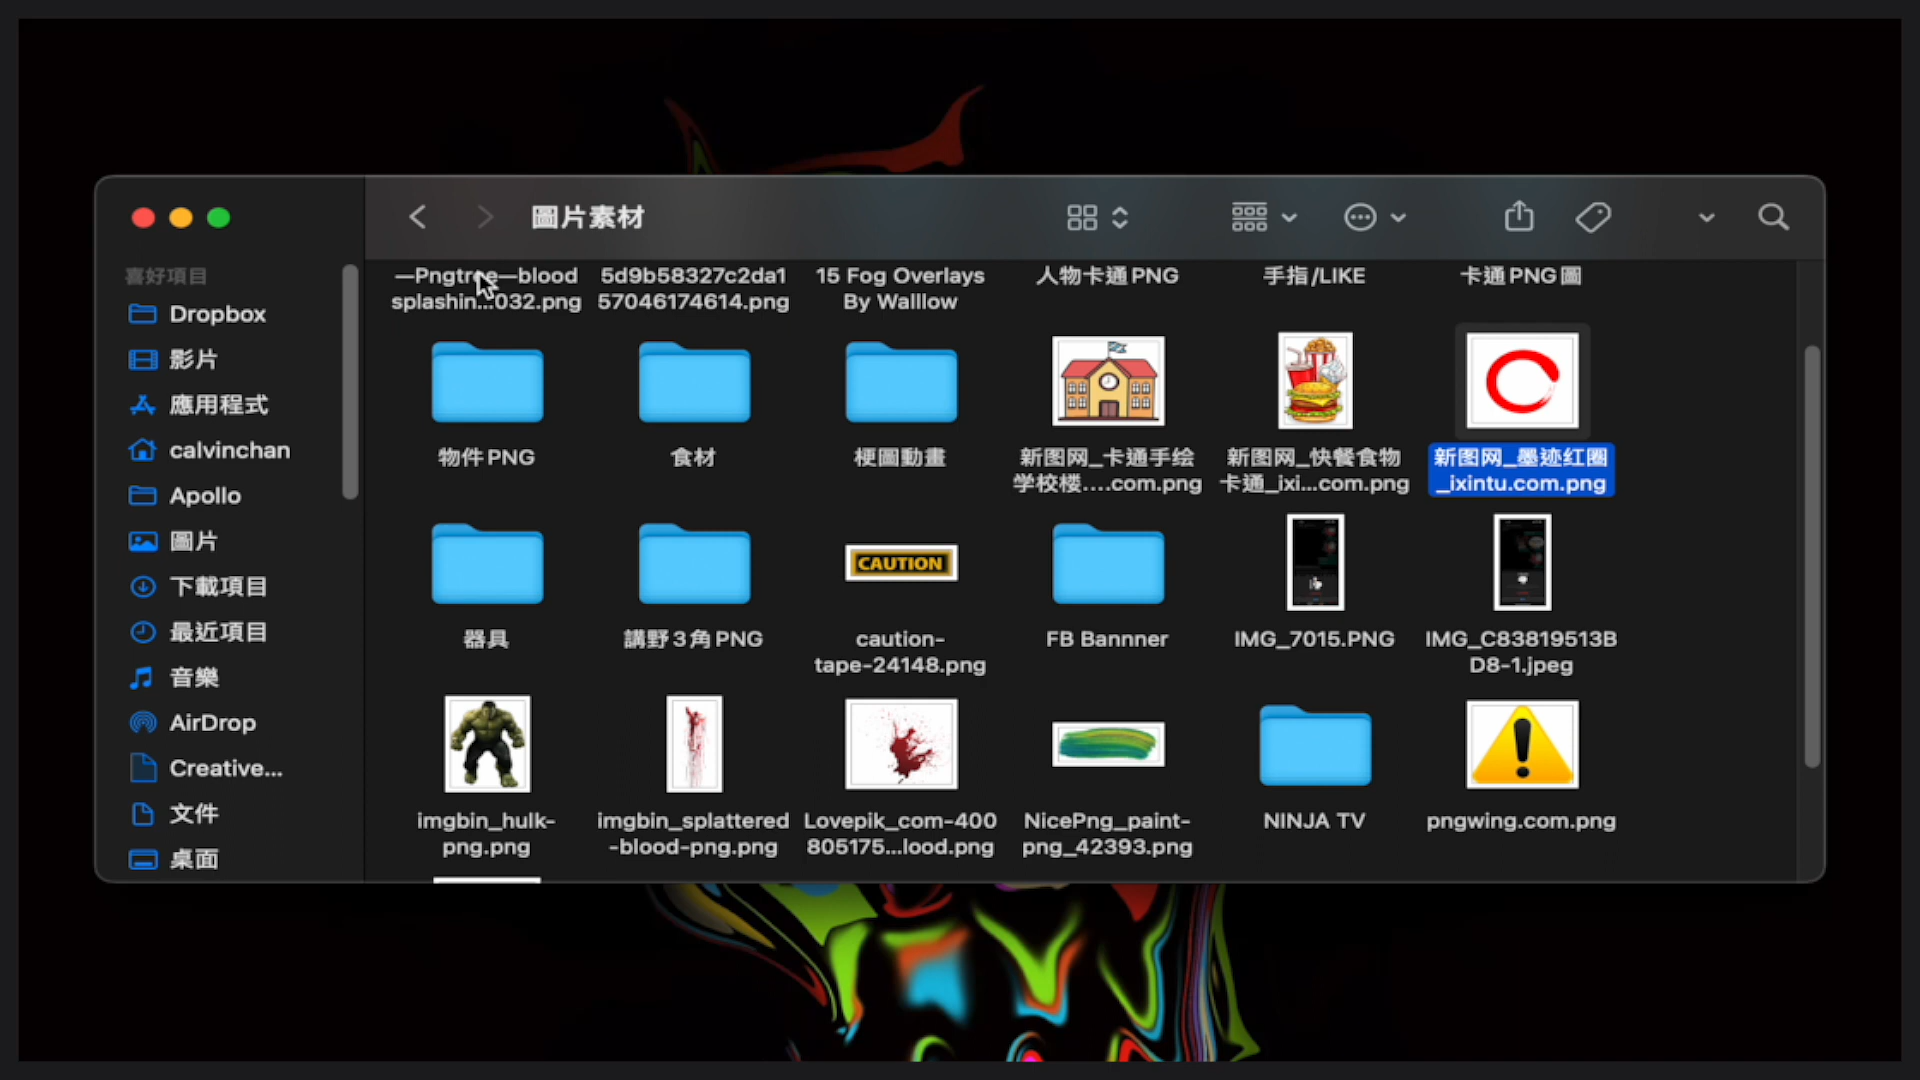 圖片素材
喜好項目
Dropbox
影片
應用程式
calvinchan
Apollo
圖片
下載項目
最近項目
音樂
AirDrop
Creative...
文件
桌面
—Pngtree—blood
splashin...032.png
5d9b58327c2da1
57046174614.png
15 Fog Overlays
By Walllow
人物卡通PNG
手指/LIKE
卡通PNG圖
物件PNG
食材
梗圖動畫
新图网_卡通手绘
学校楼....com.png
新图网_快餐食物
卡通_ixi...com.png
新图网_墨迹红圈
_ixintu.com.png
器具
講野3角PNG
CAUTION
caution-
tape-24148.png
FB Bannner
IMG_7015.PNG
IMG_C83819513B
D8-1.jpeg
imgbin_hulk-
png.png
imgbin_splattered
-blood-png.png
Lovepik_com-400
805175...lood.png
NicePng_paint-
png_42393.png
NINJA TV
pngwing.com.png